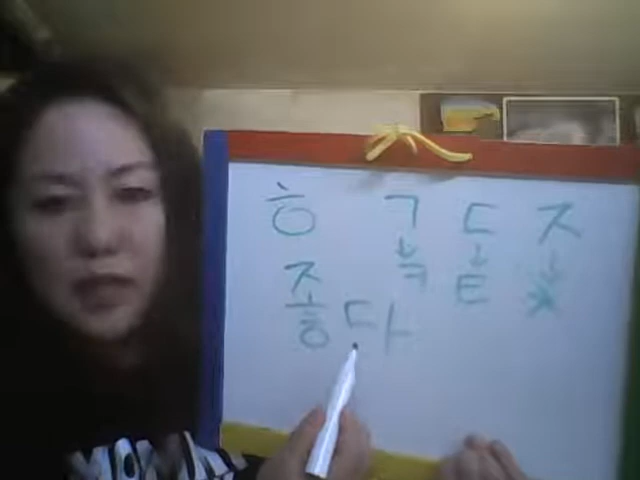 ㅎ ㄱ ㄷ ㅈ
↓ ↓ ↓
ㅋ ㅌ ㅊ
좋다